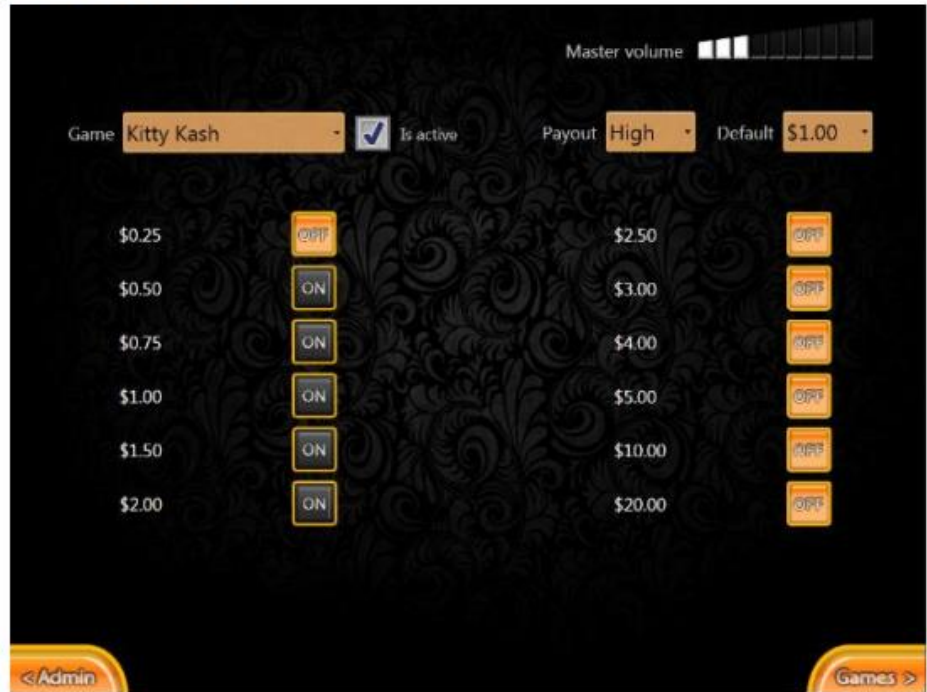 Master volume
Game Kitty Kash Is active Payout High Default $1.00
$0.25 OFF $2.50 OFF
$0.50 ON $3.00 OFF
$0.75 ON $4.00 OFF
$1.00 ON $5.00 OFF
$1.50 ON $10.00 OFF
$2.00 ON $20.00 OFF
< Admin Games >